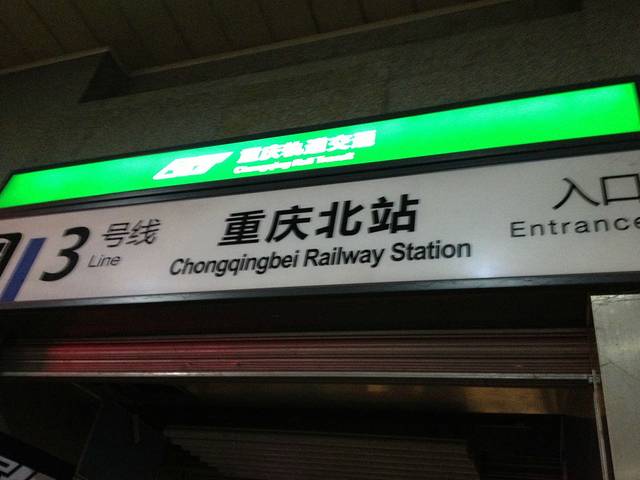 重庆轨道交通
Chongqing Rail Transit
3 号线 Line
重庆北站
Chongqingbei Railway Station
入口
Entrance